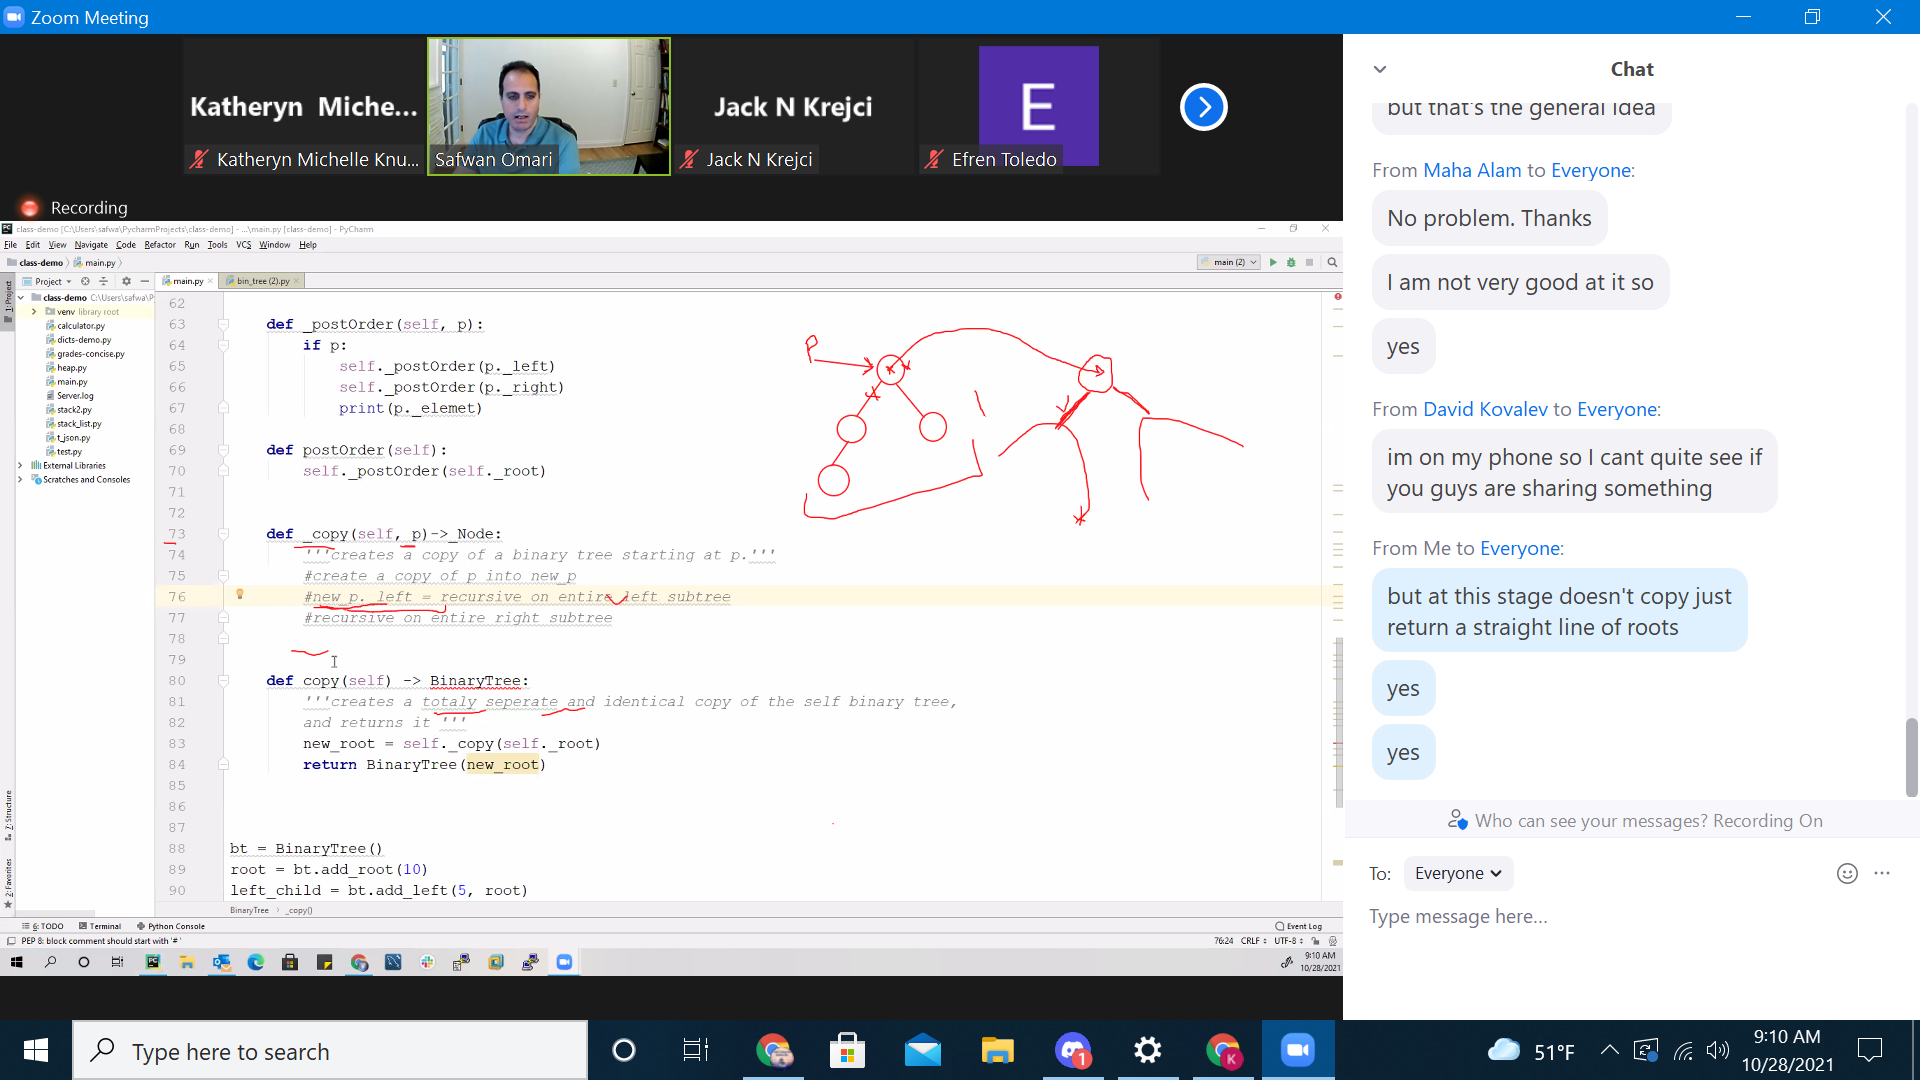 Zoom Meeting
Katheryn Miche...
Katheryn Michelle Knu...
Safwan Omari
Jack N Krejci
Jack N Krejci
E
Efren Toledo
Recording
class-demo [C:\Users\safwa\PycharmProjects\class-demo] - ...\main.py [class-demo] - PyCharm
File Edit View Navigate Code Refactor Run Tools VCS Window Help
class-demo main.py
main (2)
1: Project
Project
main.py
bin_tree (2).py
class-demo C:\Users\safwa\P
venv library root
calculator.py
dicts-demo.py
grades-concise.py
heap.py
main.py
Server.log
stack2.py
stack_list.py
t_json.py
test.py
External Libraries
Scratches and Consoles
7: Structure
2: Favorites
62
63 def _postOrder(self, p):
64 if p:
65 self._postOrder(p._left)
66 self._postOrder(p._right)
67 print(p._elemet)
68
69 def postOrder(self):
70 self._postOrder(self._root)
71
72
73 def _copy(self, p)->_Node:
74 '''creates a copy of a binary tree starting at p.'''
75 #create a copy of p into new_p
76 #new_p._left = recursive on entire left subtree
77 #recursive on entire right subtree
78
79
80 def copy(self) -> BinaryTree:
81 '''creates a totaly seperate and identical copy of the self binary tree,
82 and returns it '''
83 new_root = self._copy(self._root)
84 return BinaryTree(new_root)
85
86
87
88 bt = BinaryTree()
89 root = bt.add_root(10)
90 left_child = bt.add_left(5, root)
P
BinaryTree › _copy()
6: TODO Terminal Python Console
Event Log
PEP 8: block comment should start with '# '
76:24 CRLF UTF-8
9:10 AM
10/28/2021
Chat
but that's the general idea
From Maha Alam to Everyone:
No problem. Thanks
I am not very good at it so
yes
From David Kovalev to Everyone:
im on my phone so I cant quite see if
you guys are sharing something
From Me to Everyone:
but at this stage doesn't copy just
return a straight line of roots
yes
yes
Who can see your messages? Recording On
To: Everyone
Type message here...
Type here to search
1
K
51°F
9:10 AM
10/28/2021